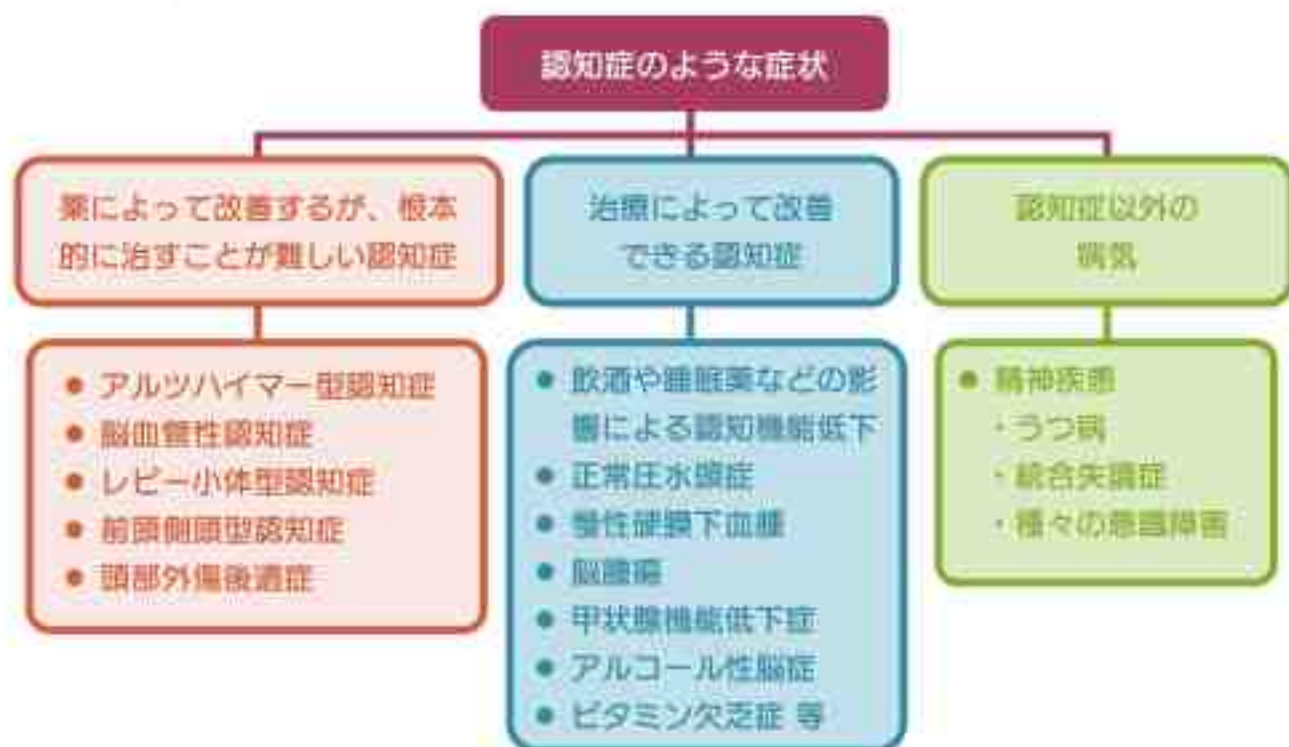 認知症のような症状
薬によって改善するが、根本
的に治すことが難しい認知症
● アルツハイマー型認知症
● 脳血管性認知症
● レビー小体型認知症
● 前頭側頭型認知症
● 頭部外傷後遺症
治療によって改善
できる認知症
● 飲酒や睡眠薬などの影
響による認知機能低下
● 正常圧水頭症
● 慢性硬膜下血腫
● 脳腫瘍
● 甲状腺機能低下症
● アルコール性脳症
● ビタミン欠乏症 等
認知症以外の
病気
● 精神疾患
・うつ病
・統合失調症
・種々の意識障害